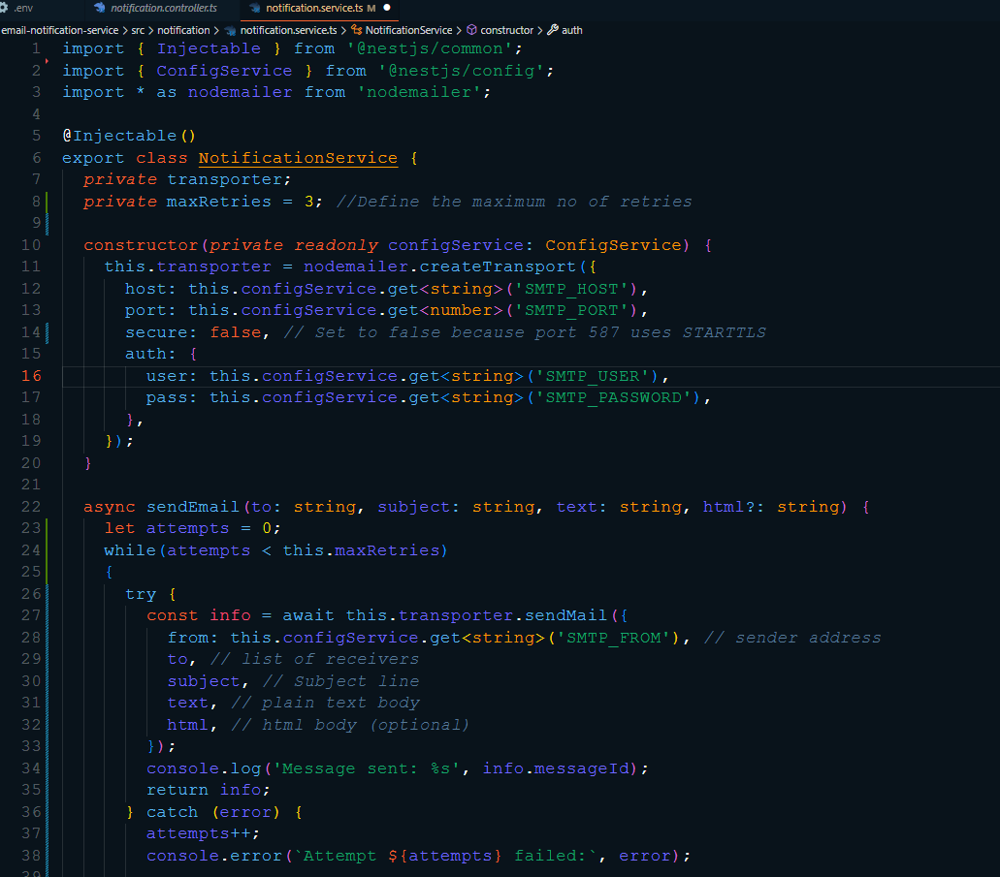 .env notification.controller.ts notification.service.ts M
email-notification-service > src > notification > notification.service.ts > NotificationService > constructor > auth
1 import { Injectable } from '@nestjs/common';
2 import { ConfigService } from '@nestjs/config';
3 import * as nodemailer from 'nodemailer';
4
5 @Injectable()
6 export class NotificationService {
7 private transporter;
8 private maxRetries = 3; //Define the maximum no of retries
9
10 constructor(private readonly configService: ConfigService) {
11 this.transporter = nodemailer.createTransport({
12 host: this.configService.get<string>('SMTP_HOST'),
13 port: this.configService.get<number>('SMTP_PORT'),
14 secure: false, // Set to false because port 587 uses STARTTLS
15 auth: {
16 user: this.configService.get<string>('SMTP_USER'),
17 pass: this.configService.get<string>('SMTP_PASSWORD'),
18 },
19 });
20 }
21
22 async sendEmail(to: string, subject: string, text: string, html?: string) {
23 let attempts = 0;
24 while(attempts < this.maxRetries)
25 {
26 try {
27 const info = await this.transporter.sendMail({
28 from: this.configService.get<string>('SMTP_FROM'), // sender address
29 to, // list of receivers
30 subject, // Subject line
31 text, // plain text body
32 html, // html body (optional)
33 });
34 console.log('Message sent: %s', info.messageId);
35 return info;
36 } catch (error) {
37 attempts++;
38 console.error(`Attempt ${attempts} failed:`, error);
39